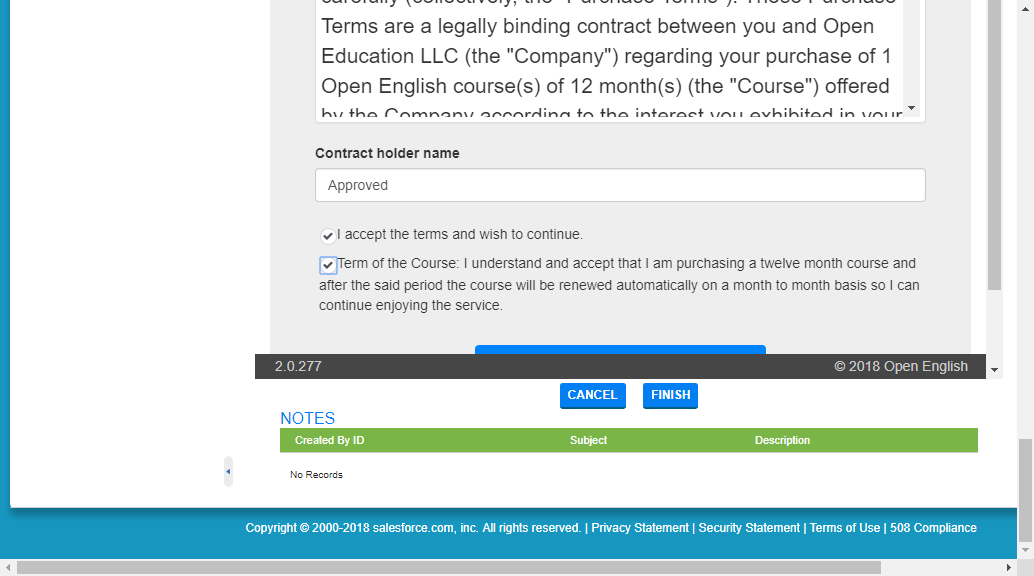 carefully (collectively, the "Purchase Terms"). These Purchase
Terms are a legally binding contract between you and Open
Education LLC (the "Company") regarding your purchase of 1
Open English course(s) of 12 month(s) (the "Course") offered
by the Company according to the interest you exhibited in your
Contract holder name
Approved
I accept the terms and wish to continue.
Term of the Course: I understand and accept that I am purchasing a twelve month course and
after the said period the course will be renewed automatically on a month to month basis so I can
continue enjoying the service.
2.0.277 © 2018 Open English
CANCEL FINISH
NOTES
Created By ID Subject Description
No Records
Copyright © 2000-2018 salesforce.com, inc. All rights reserved. | Privacy Statement | Security Statement | Terms of Use | 508 Compliance